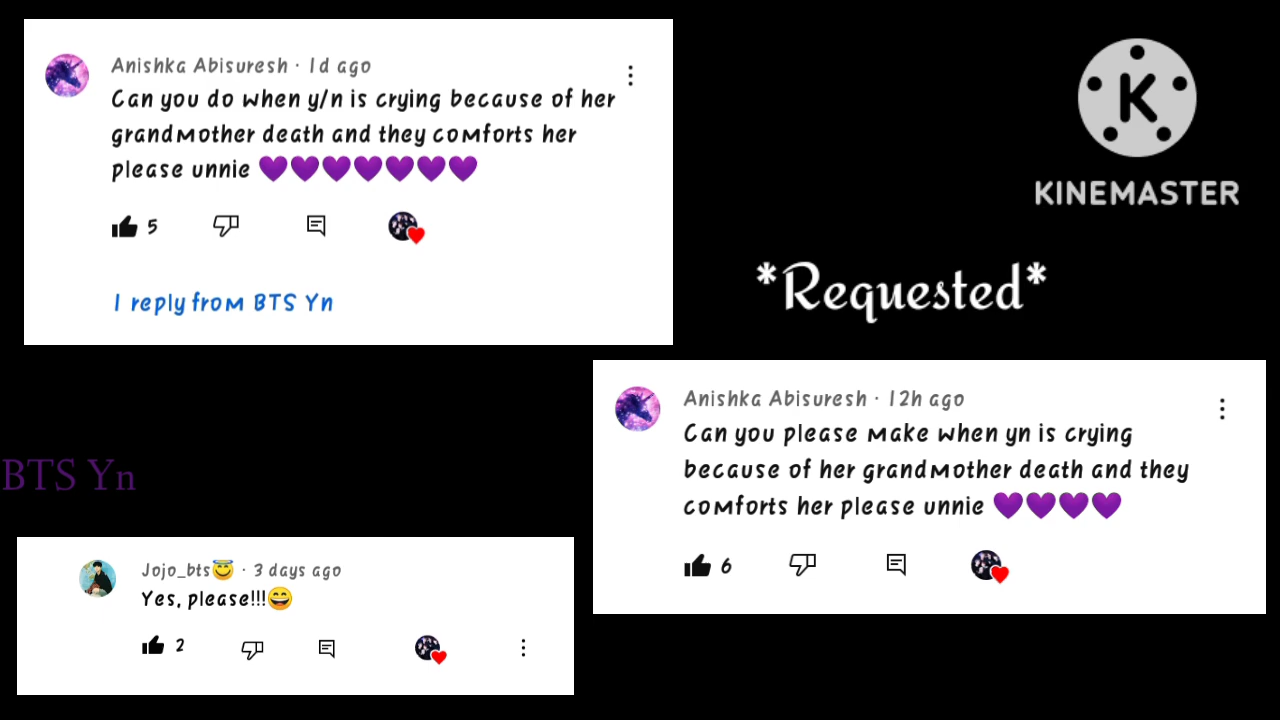 Anishka Abisuresh · 1d ago
Can you do when y/n is crying because of her
grandmother death and they comforts her
please unnie 💜💜💜💜💜💜💜
5
1 reply from BTS Yn
K
KINEMASTER
*Requested*
Anishka Abisuresh · 12h ago
Can you please make when yn is crying
because of her grandmother death and they
comforts her please unnie 💜💜💜💜
6
BTS Yn
Jojo_bts😇 · 3 days ago
Yes, please!!!😄
2